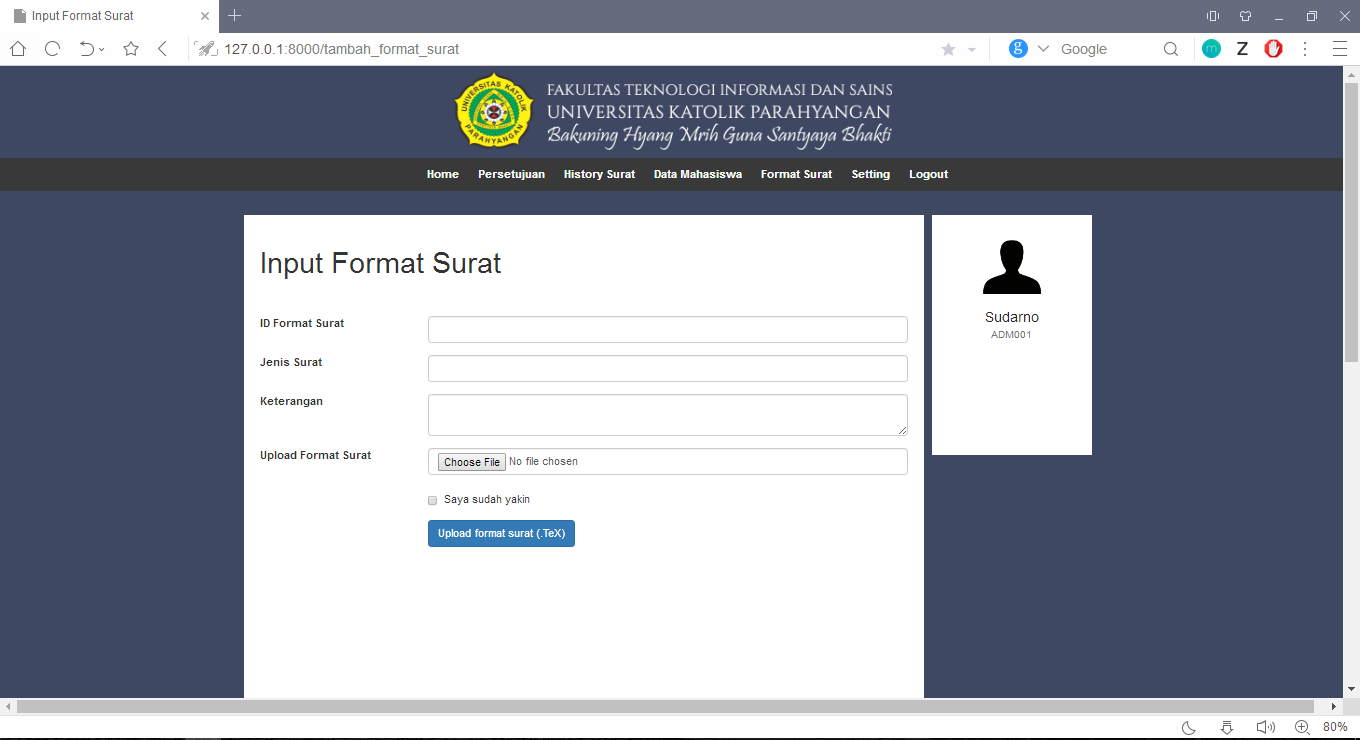 Input Format Surat
127.0.0.1:8000/tambah_format_surat
g
Google
m
Z
UNIVERSITAS KATOLIK
PARAHYANGAN
FAKULTAS TEKNOLOGI INFORMASI DAN SAINS
UNIVERSITAS KATOLIK PARAHYANGAN
Bakuning Hyang Mrih Guna Santyaya Bhakti
Home Persetujuan History Surat Data Mahasiswa Format Surat Setting Logout
Input Format Surat
Sudarno
ADM001
ID Format Surat
Jenis Surat
Keterangan
Upload Format Surat
Choose File No file chosen
Saya sudah yakin
Upload format surat (.TeX)
80%